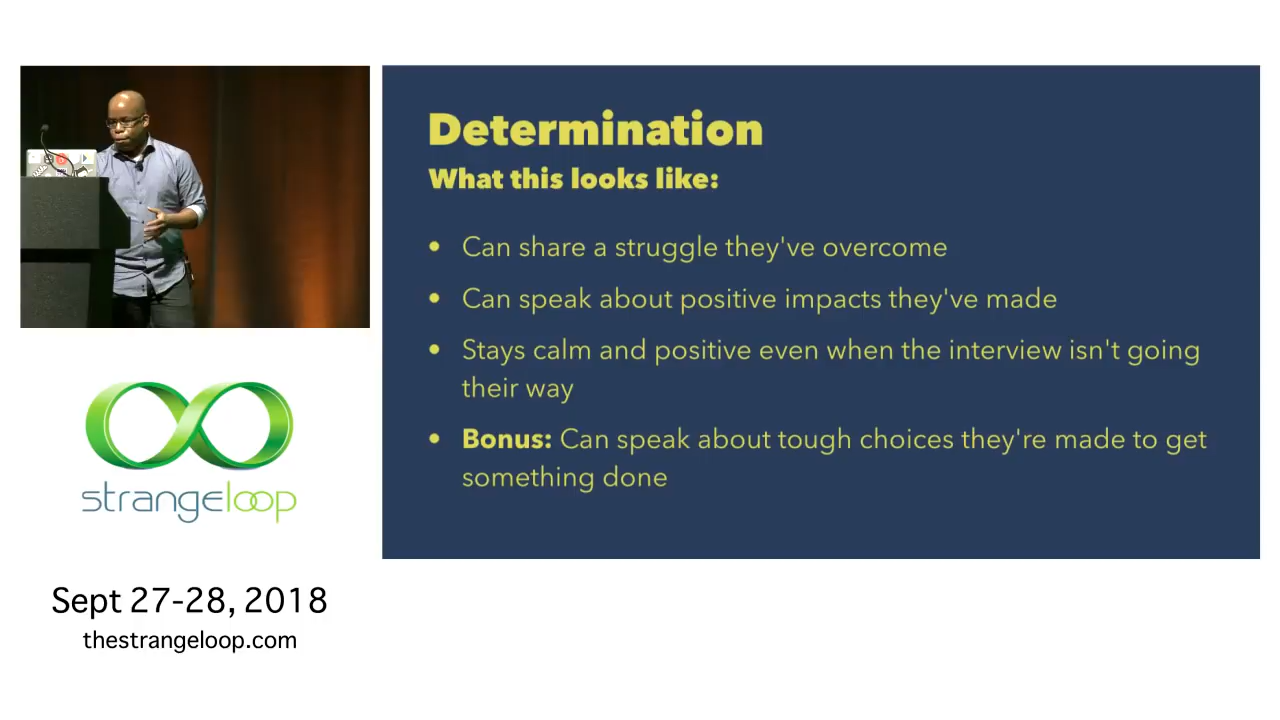 Determination
What this looks like:
• Can share a struggle they've overcome
• Can speak about positive impacts they've made
• Stays calm and positive even when the interview isn't going
their way
• Bonus: Can speak about tough choices they're made to get
something done
strangeloop
Sept 27-28, 2018
thestrangeloop.com